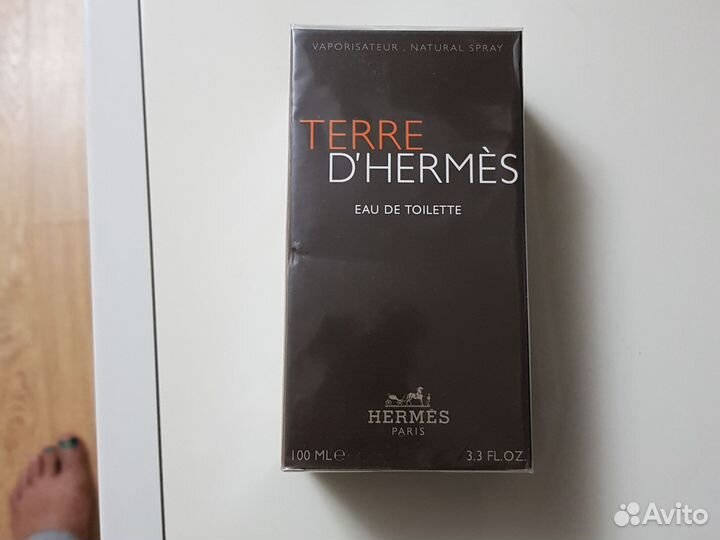 VAPORISATEUR . NATURAL SPRAY
TERRE
D'HERMÈS
EAU DE TOILETTE
HERMÈS
PARIS
100 ML℮ 3.3 FL.OZ.
Avito